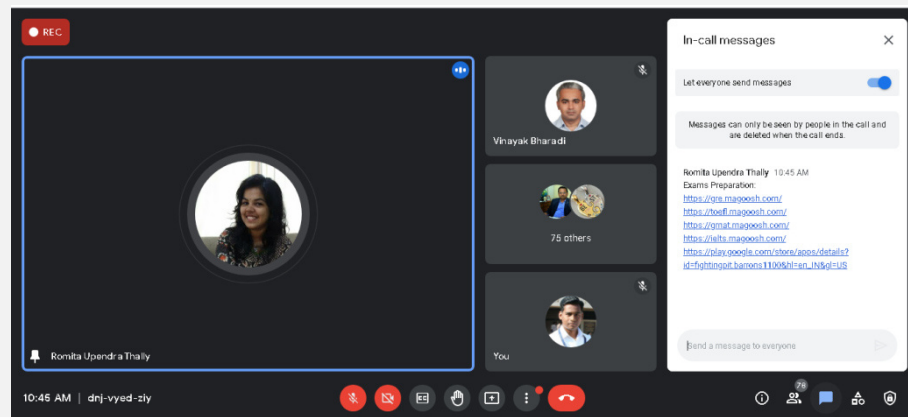 REC
Romita Upendra Thally
Vinayak Bharadi
75 others
You
In-call messages
Let everyone send messages
Messages can only be seen by people in the call and
are deleted when the call ends.
Romita Upendra Thally 10:45 AM
Exams Preparation:
https://gre.magoosh.com/
https://toefl.magoosh.com/
https://gmat.magoosh.com/
https://ielts.magoosh.com/
https://play.google.com/store/apps/details?
id=fightingpit.barrons1100&hl=en_IN&gl=US
Send a message to everyone
10:45 AM | dnj-vyed-ziy
CC
78